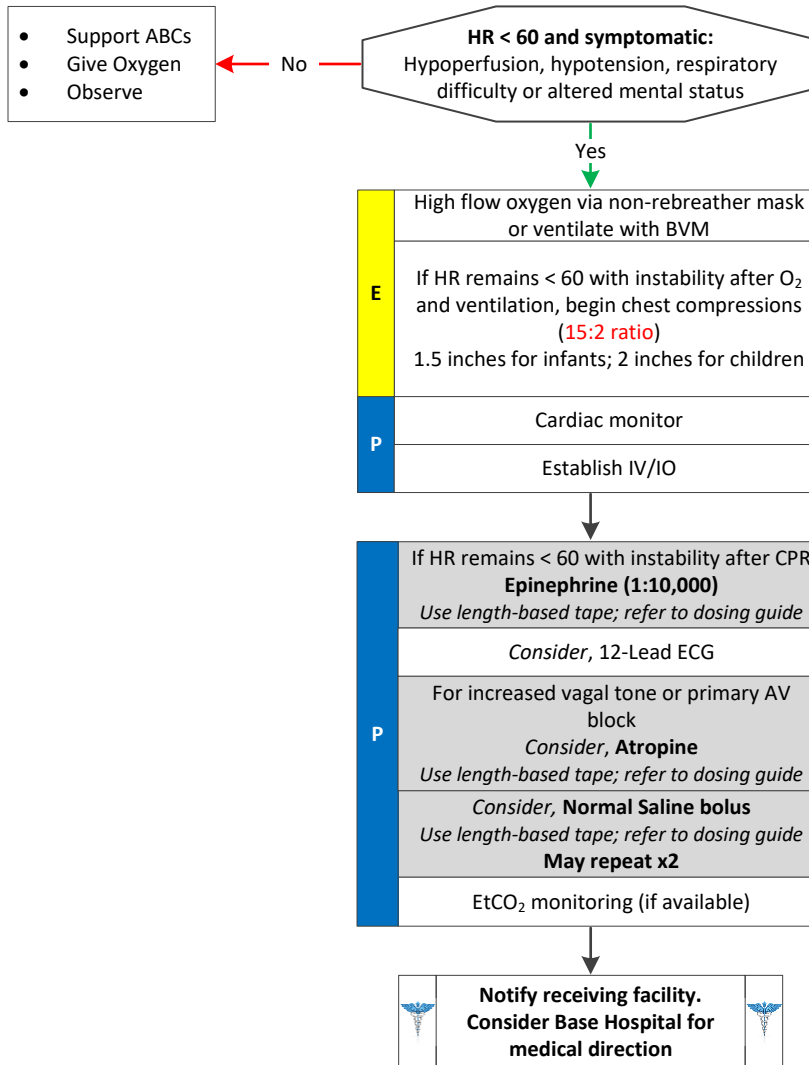 • Support ABCs
• Give Oxygen
• Observe
No
HR < 60 and symptomatic:
Hypoperfusion, hypotension, respiratory
difficulty or altered mental status
Yes
E
High flow oxygen via non-rebreather mask
or ventilate with BVM
If HR remains < 60 with instability after O₂
and ventilation, begin chest compressions
(15:2 ratio)
1.5 inches for infants; 2 inches for children
P
Cardiac monitor
Establish IV/IO
P
If HR remains < 60 with instability after CPR
Epinephrine (1:10,000)
Use length-based tape; refer to dosing guide
Consider, 12-Lead ECG
For increased vagal tone or primary AV
block
Consider, Atropine
Use length-based tape; refer to dosing guide
Consider, Normal Saline bolus
Use length-based tape; refer to dosing guide
May repeat x2
EtCO₂ monitoring (if available)
Notify receiving facility.
Consider Base Hospital for
medical direction